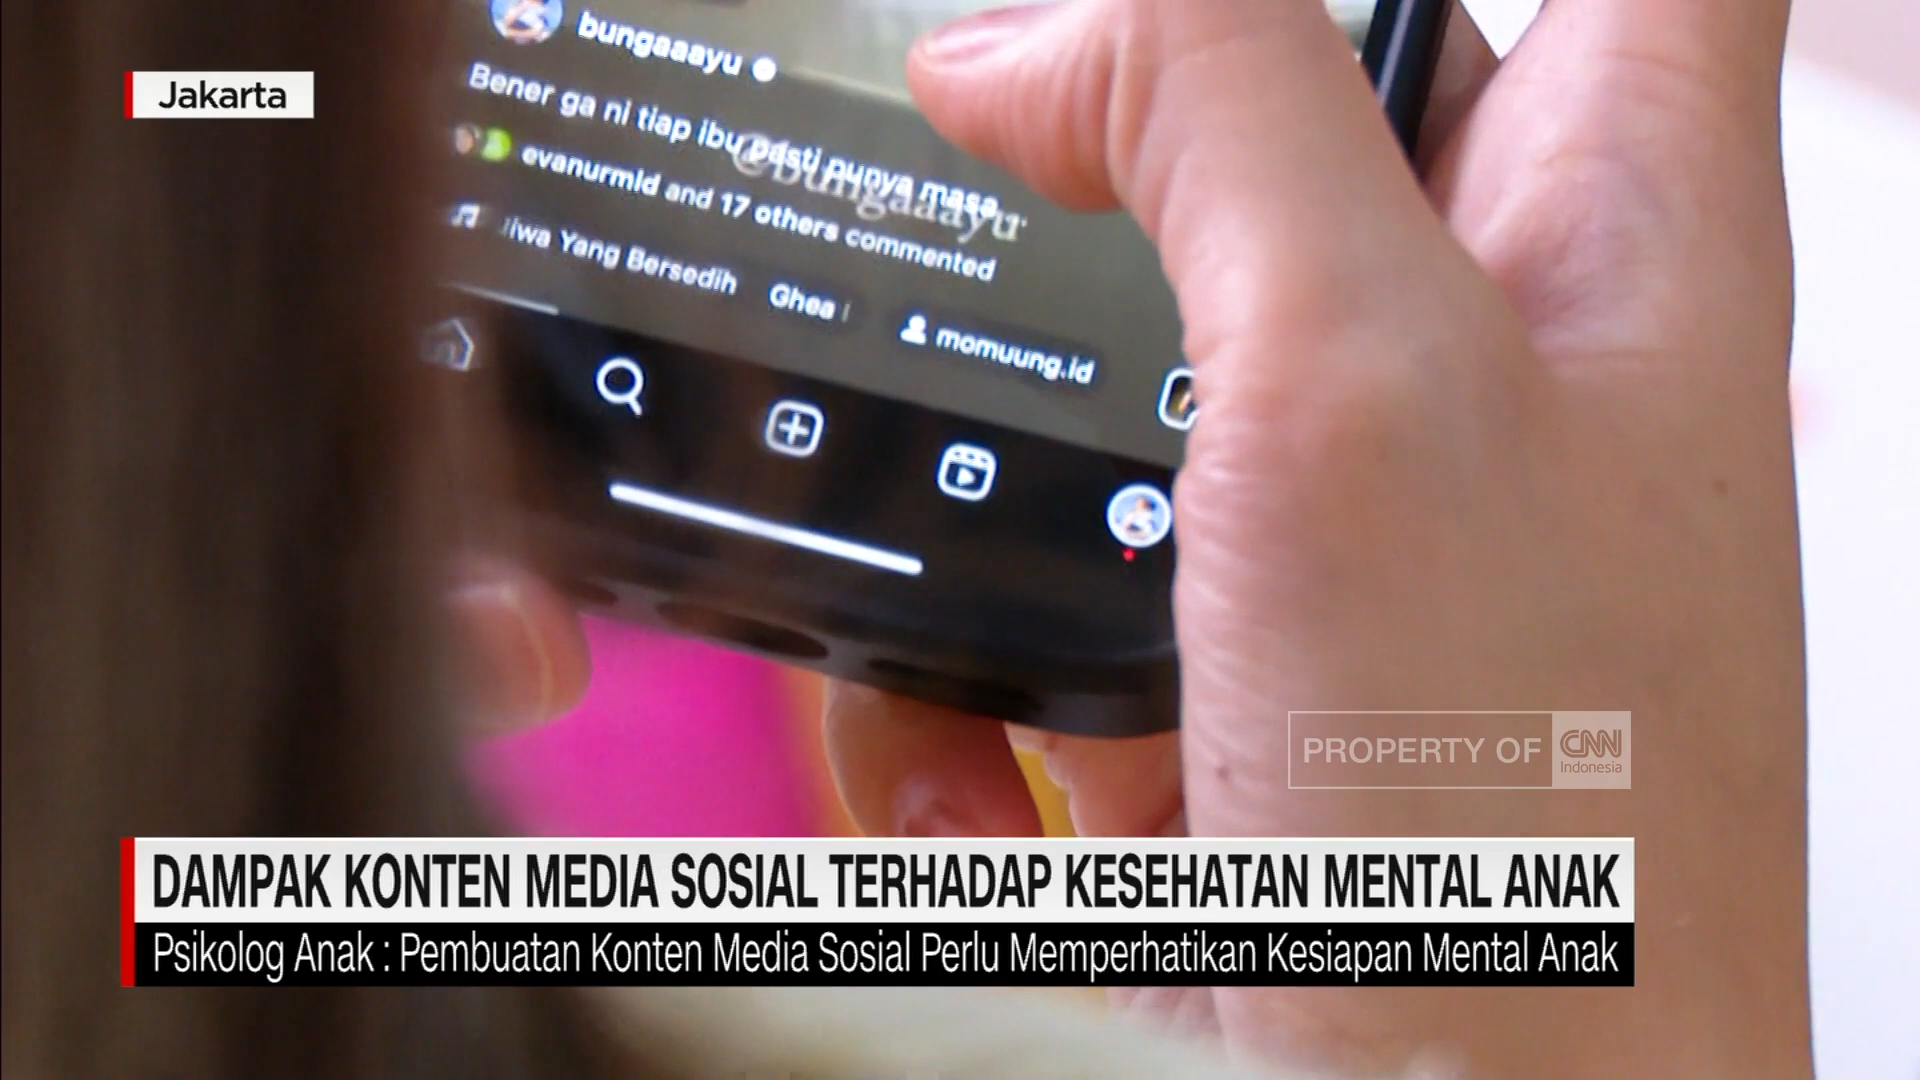 Jakarta
bungaaayu
Bener ga ni tiap ibu pasti punya masa...
@bungaaayu
evanurmid and 17 others commented
Yang Bersedih Ghea
momuung.id
PROPERTY OF CNN Indonesia
DAMPAK KONTEN MEDIA SOSIAL TERHADAP KESEHATAN MENTAL ANAK
Psikolog Anak : Pembuatan Konten Media Sosial Perlu Memperhatikan Kesiapan Mental Anak